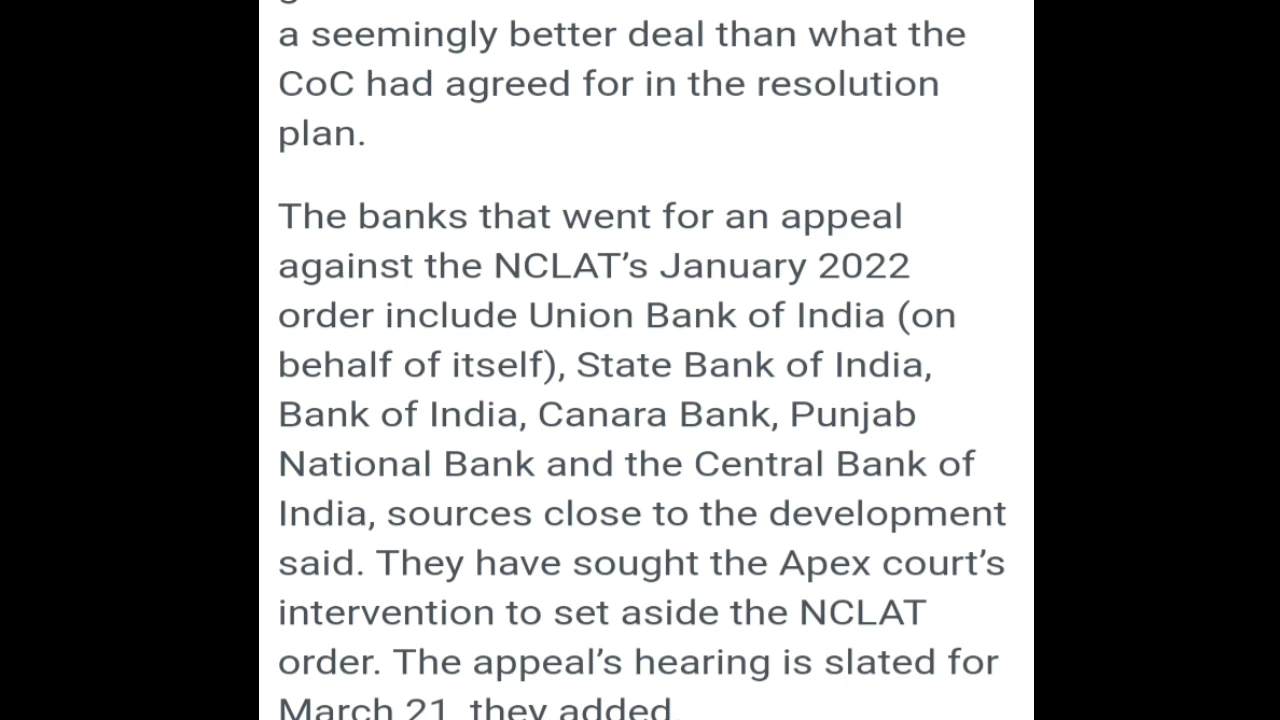 a seemingly better deal than what the
CoC had agreed for in the resolution
plan.
The banks that went for an appeal
against the NCLAT’s January 2022
order include Union Bank of India (on
behalf of itself), State Bank of India,
Bank of India, Canara Bank, Punjab
National Bank and the Central Bank of
India, sources close to the development
said. They have sought the Apex court’s
intervention to set aside the NCLAT
order. The appeal’s hearing is slated for
March 21, they added.